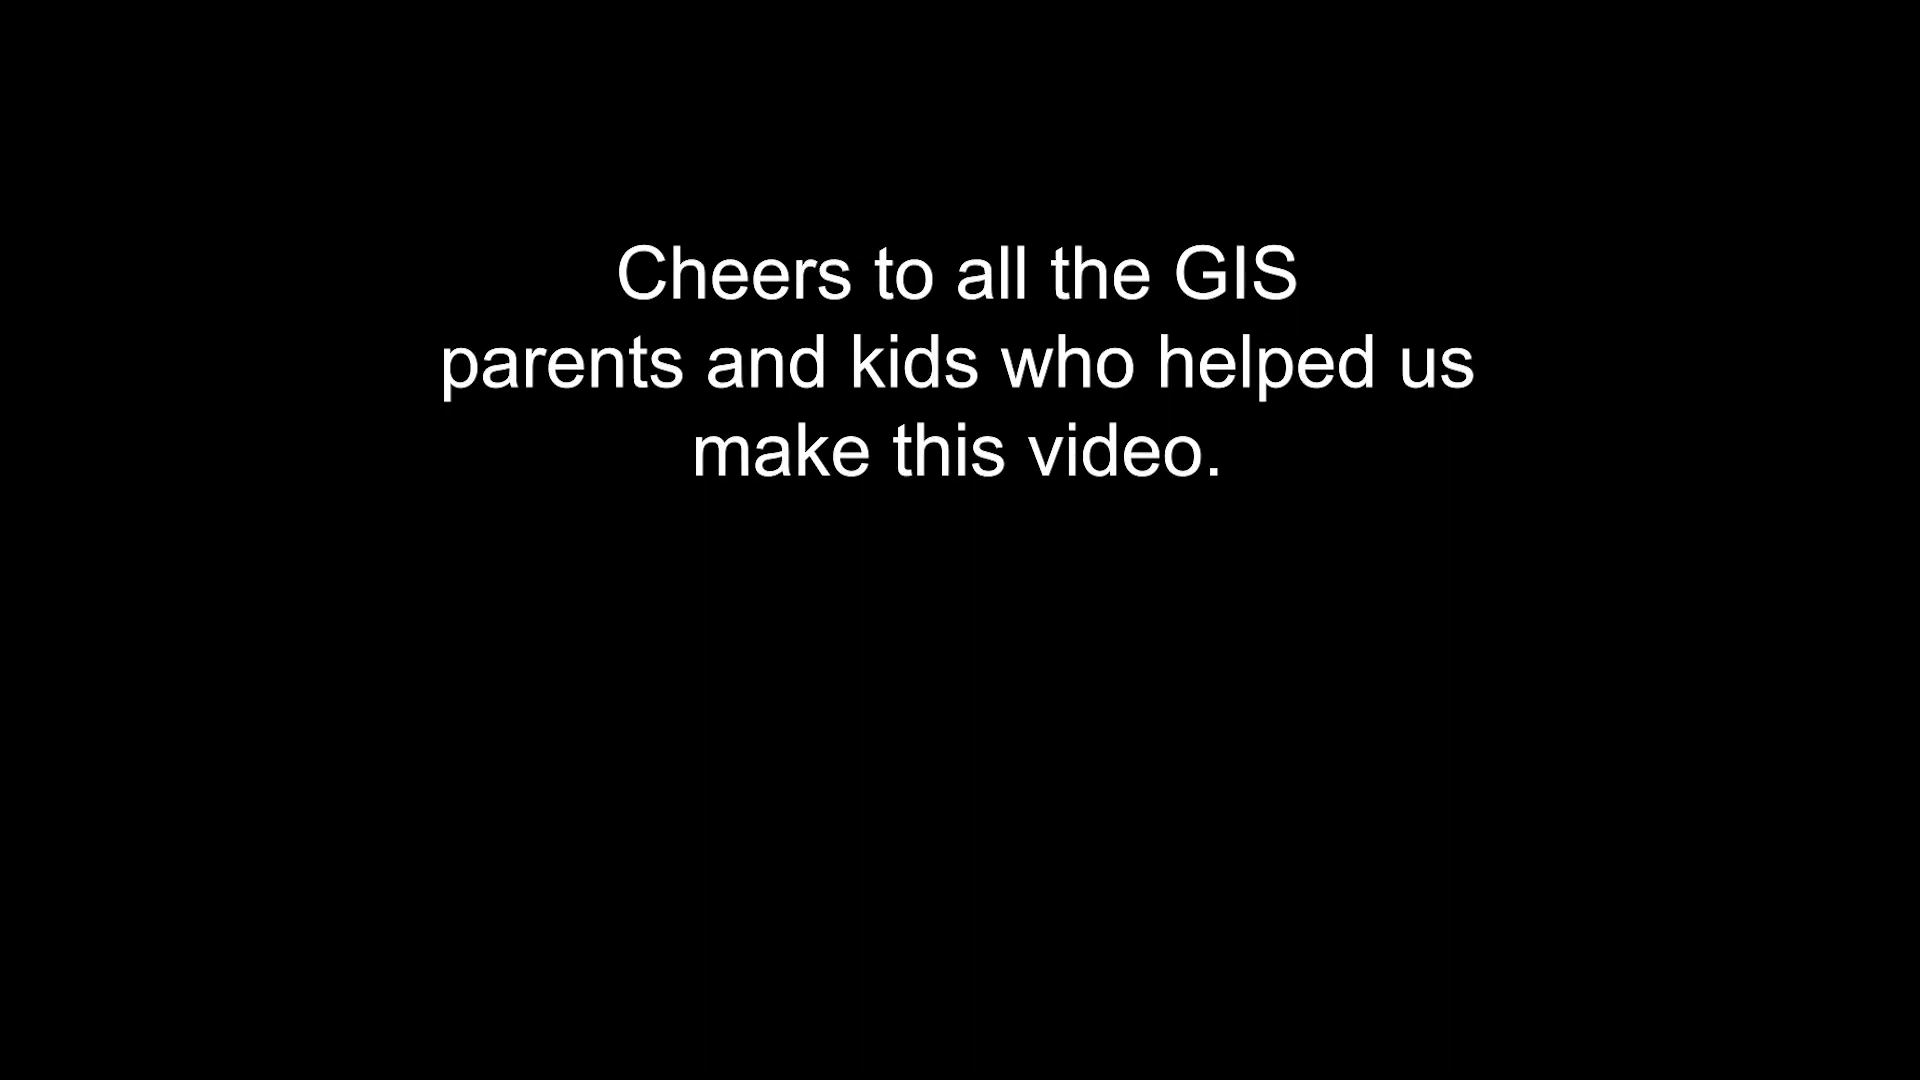 Cheers to all the GIS
parents and kids who helped us
make this video.